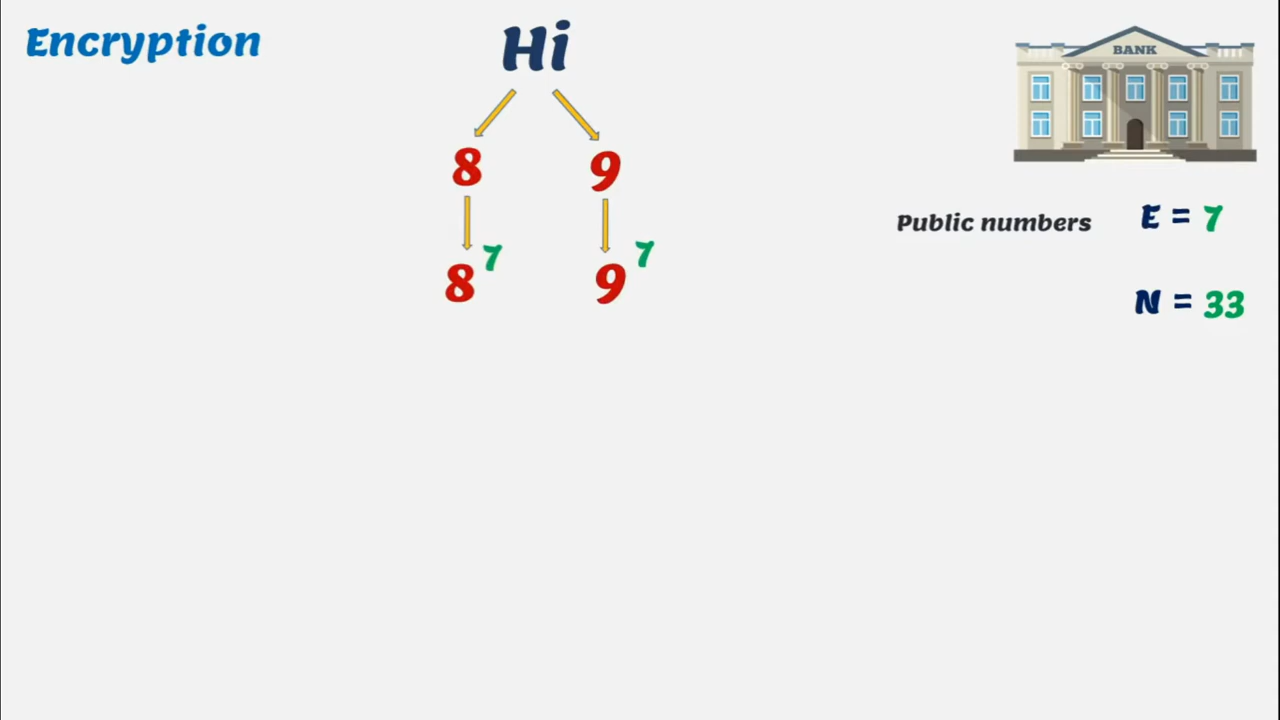 Encryption
Hi
BANK
8 9
Public numbers E = 7
8⁷ 9⁷
N = 33